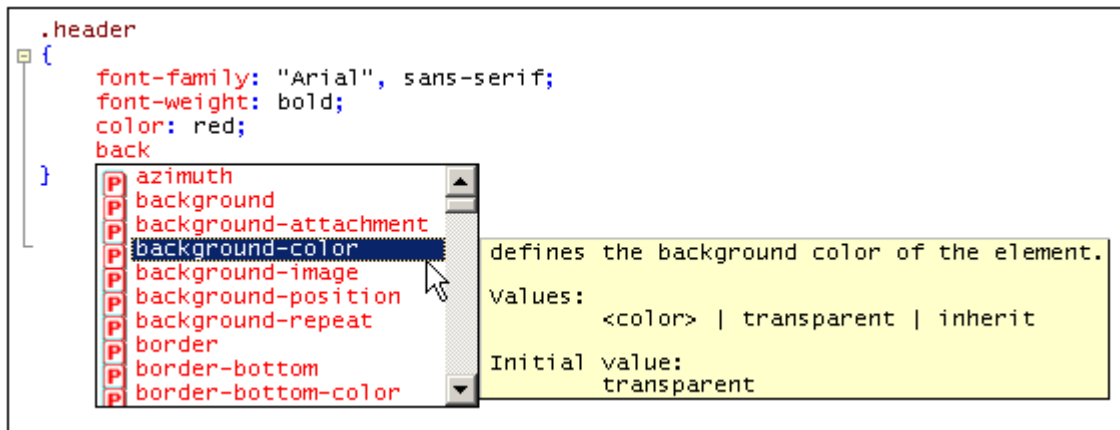 .header
{
font-family: "Arial", sans-serif;
font-weight: bold;
color: red;
back
}
P azimuth
P background
P background-attachment
P background-color
P background-image
P background-position
P background-repeat
P border
P border-bottom
P border-bottom-color
defines the background color of the element.
Values:
<color> | transparent | inherit
Initial value:
transparent